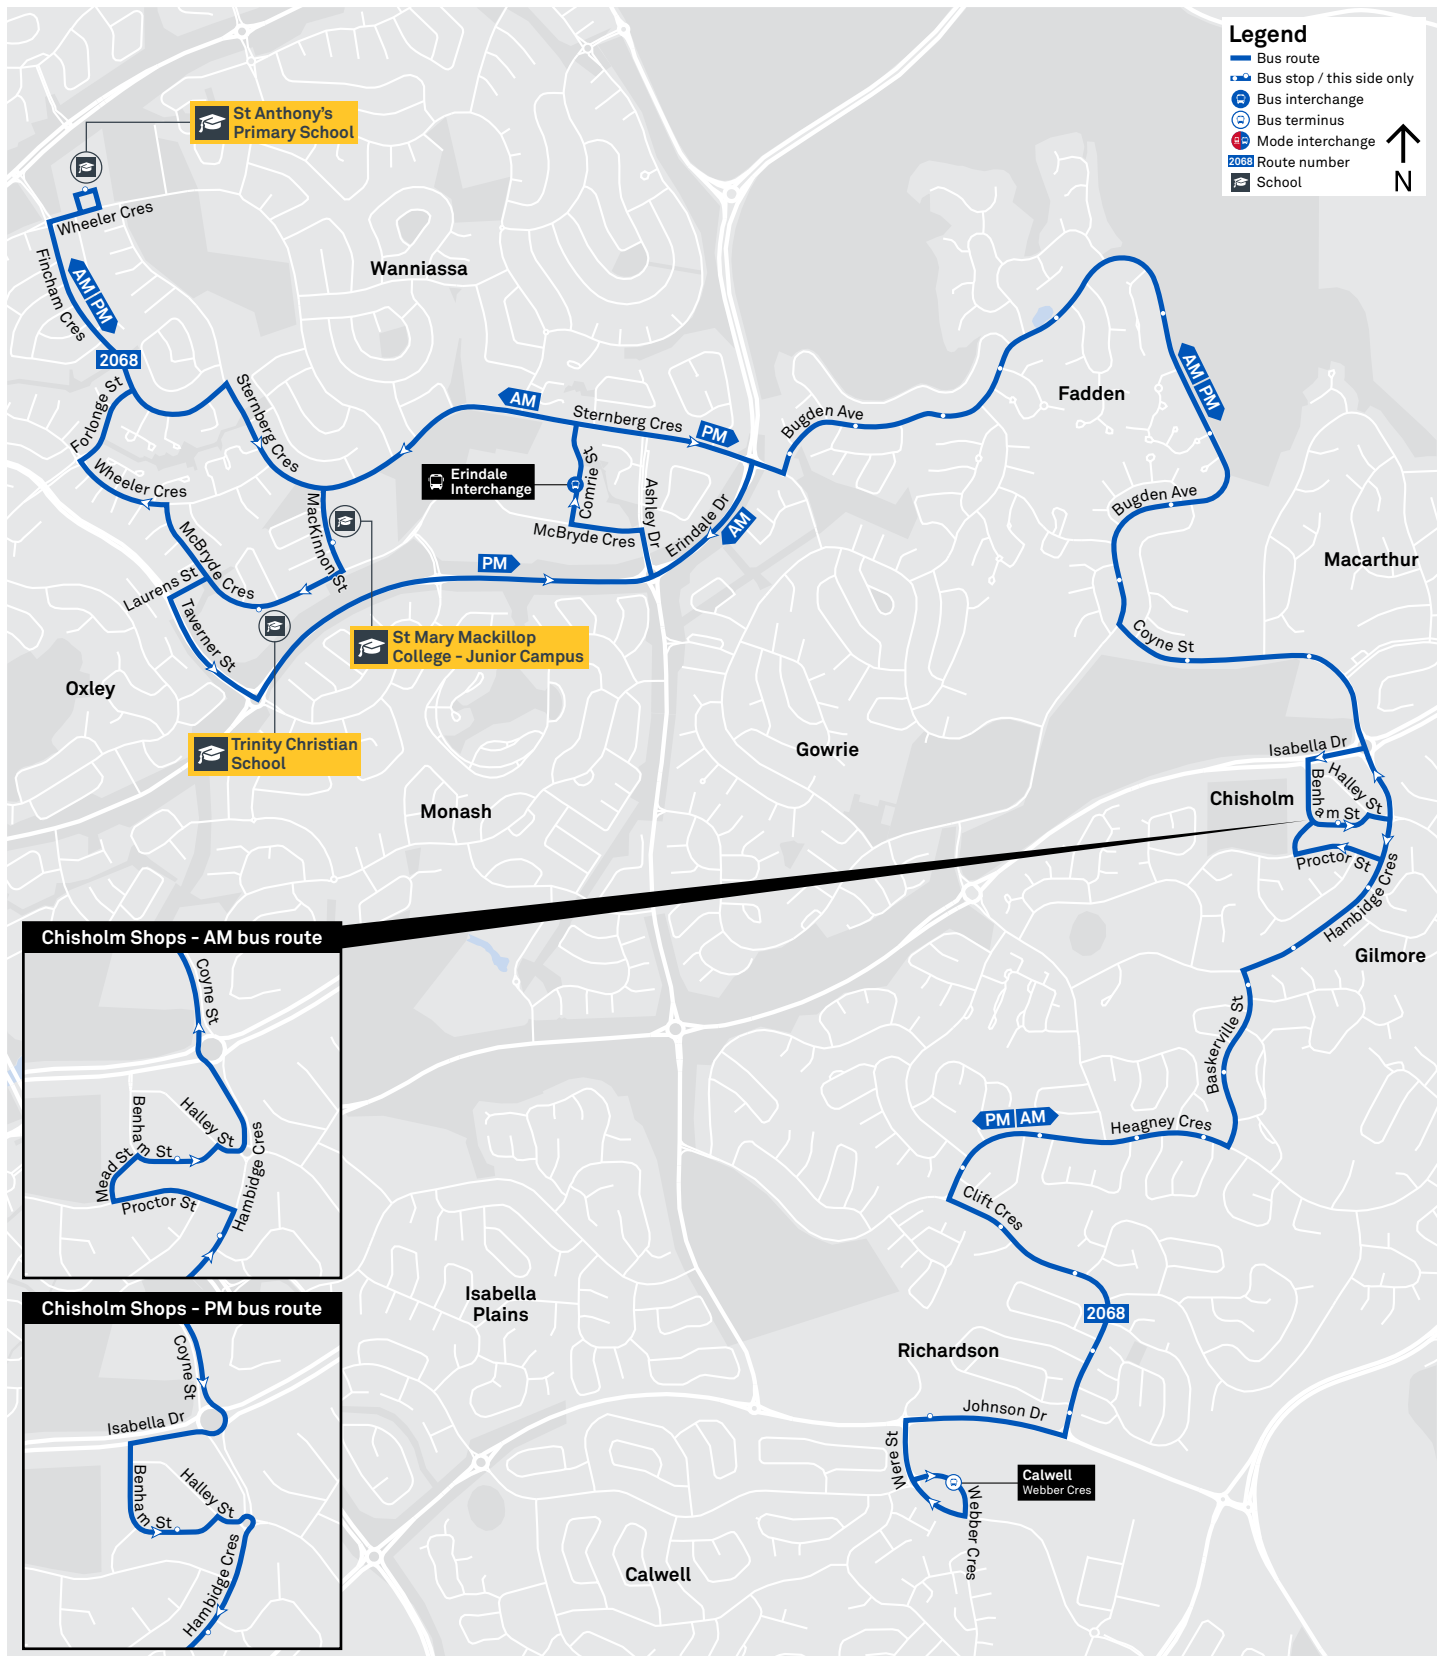 Legend
Bus route
Bus stop / this side only
Bus interchange
Bus terminus
Mode interchange
2068 Route number
School
N
St Anthony's
Primary School
Wheeler Cres
Fincham Cres
AM | PM
2068
Wanniassa
Forlonge St
Sternberg Cres
Wheeler Cres
AM
Sternberg Cres
PM
Bugden Ave
Fadden
AM | PM
Erindale
Interchange
Comrie St
Ashley Dr
McBryde Cres
Erindale Dr
AM
MacKinnon St
McBryde Cres
Laurens St
Taverner St
PM
Bugden Ave
Macarthur
St Mary Mackillop
College - Junior Campus
Oxley
Coyne St
Trinity Christian
School
Gowrie
Monash
Isabella Dr
Chisholm
Benham St
Halley St
Proctor St
Hambidge Cres
Gilmore
Chisholm Shops - AM bus route
Coyne St
Benham St
Halley St
Mead St
Proctor St
Hambidge Cres
Baskerville St
PM | AM
Heagney Cres
Clift Cres
Isabella
Plains
2068
Richardson
Chisholm Shops - PM bus route
Coyne St
Isabella Dr
Benham St
Halley St
Hambidge Cres
Johnson Dr
Were St
Calwell
Webber Cres
Webber Cres
Calwell